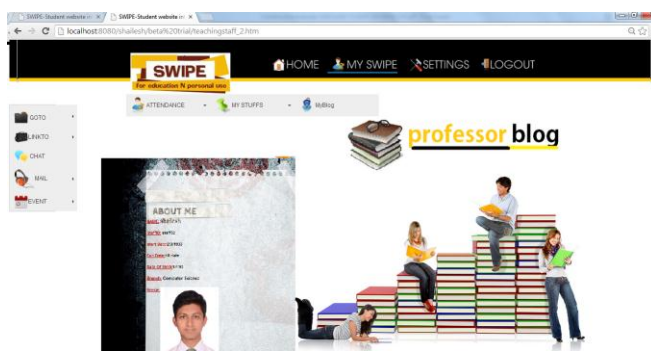 SWIPE-Student website in
SWIPE-Student website in
localhost:8080/shailesh/beta%20trial/teachingstaff_2.htm
SWIPE
For education N personal use
HOME
MY SWIPE
SETTINGS
LOGOUT
ATTENDANCE
MY STUFFS
MyBlog
GOTO
LINKTO
CHAT
MAIL
EVENT
professor blog
ABOUT ME
Computer Science